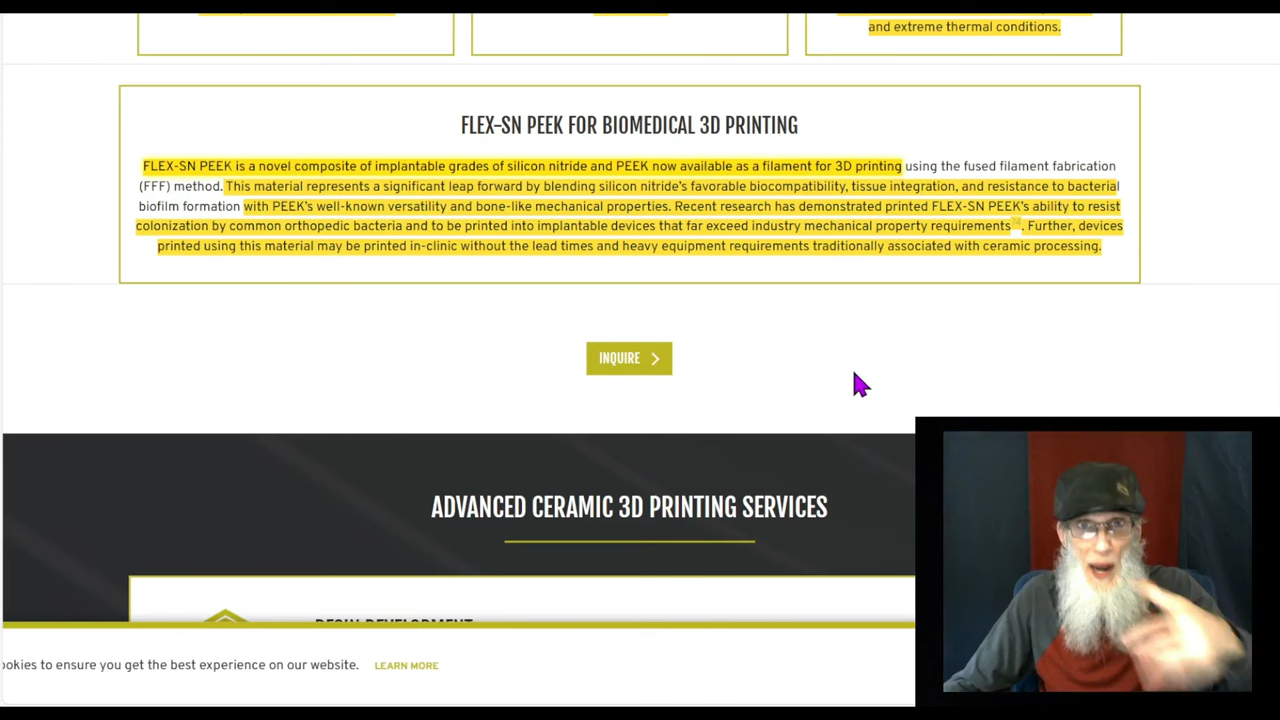 and extreme thermal conditions.
FLEX-SN PEEK FOR BIOMEDICAL 3D PRINTING
FLEX-SN PEEK is a novel composite of implantable grades of silicon nitride and PEEK now available as a filament for 3D printing using the fused filament fabrication
(FFF) method. This material represents a significant leap forward by blending silicon nitride's favorable biocompatibility, tissue integration, and resistance to bacterial
biofilm formation with PEEK's well-known versatility and bone-like mechanical properties. Recent research has demonstrated printed FLEX-SN PEEK's ability to resist
colonization by common orthopedic bacteria and to be printed into implantable devices that far exceed industry mechanical property requirements. Further, devices
printed using this material may be printed in-clinic without the lead times and heavy equipment requirements traditionally associated with ceramic processing.
INQUIRE
ADVANCED CERAMIC 3D PRINTING SERVICES
ookies to ensure you get the best experience on our website. LEARN MORE